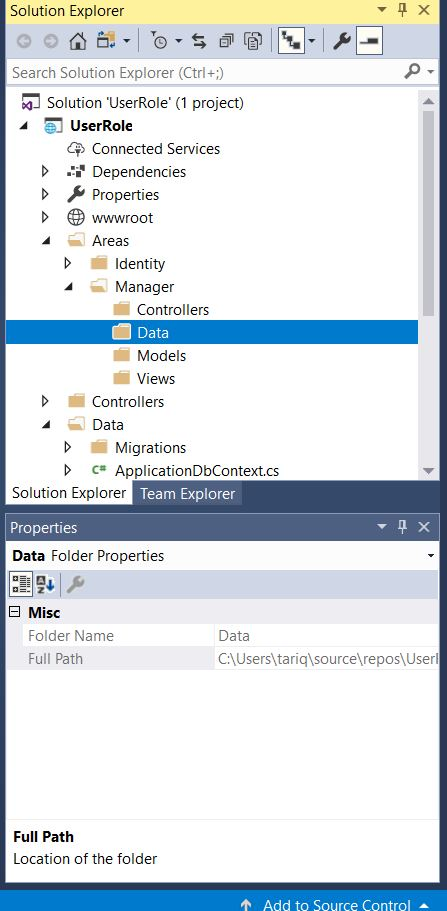 Solution Explorer
Search Solution Explorer (Ctrl+;)
Solution 'UserRole' (1 project)
UserRole
Connected Services
Dependencies
Properties
wwwroot
Areas
Identity
Manager
Controllers
Data
Models
Views
Controllers
Data
Migrations
C# ApplicationDbContext.cs
Solution Explorer Team Explorer
Properties
Data Folder Properties
Misc
Folder Name Data
Full Path C:\Users\tariq\source\repos\UserI
Full Path
Location of the folder
Add to Source Control